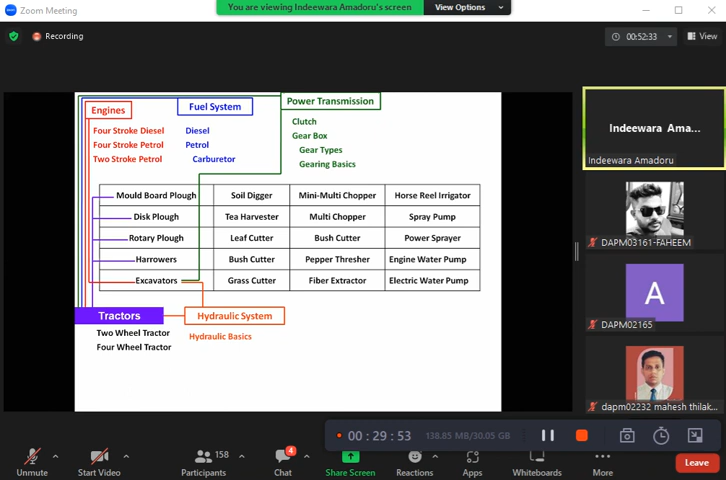 Zoom Meeting
You are viewing Indeewara Amadoru's screen
View Options
Recording
00:52:33
View
Engines
Fuel System
Power Transmission
Four Stroke Diesel
Four Stroke Petrol
Two Stroke Petrol
Diesel
Petrol
Carburetor
Clutch
Gear Box
Gear Types
Gearing Basics
Mould Board Plough Soil Digger Mini-Multi Chopper Horse Reel Irrigator
Disk Plough Tea Harvester Multi Chopper Spray Pump
Rotary Plough Leaf Cutter Bush Cutter Power Sprayer
Harrowers Bush Cutter Pepper Thresher Engine Water Pump
Excavators Grass Cutter Fiber Extractor Electric Water Pump
Tractors
Hydraulic System
Two Wheel Tractor
Four Wheel Tractor
Hydraulic Basics
Indeewara Ama...
Indeewara Amadoru
DAPM03161-FAHEEM
A
DAPM02165
dapm02232 mahesh thilak...
00:29:53
138.85 MB/30.05 GB
Unmute
Start Video
158
Participants
4
Chat
Share Screen
Reactions
Apps
Whiteboards
More
Leave